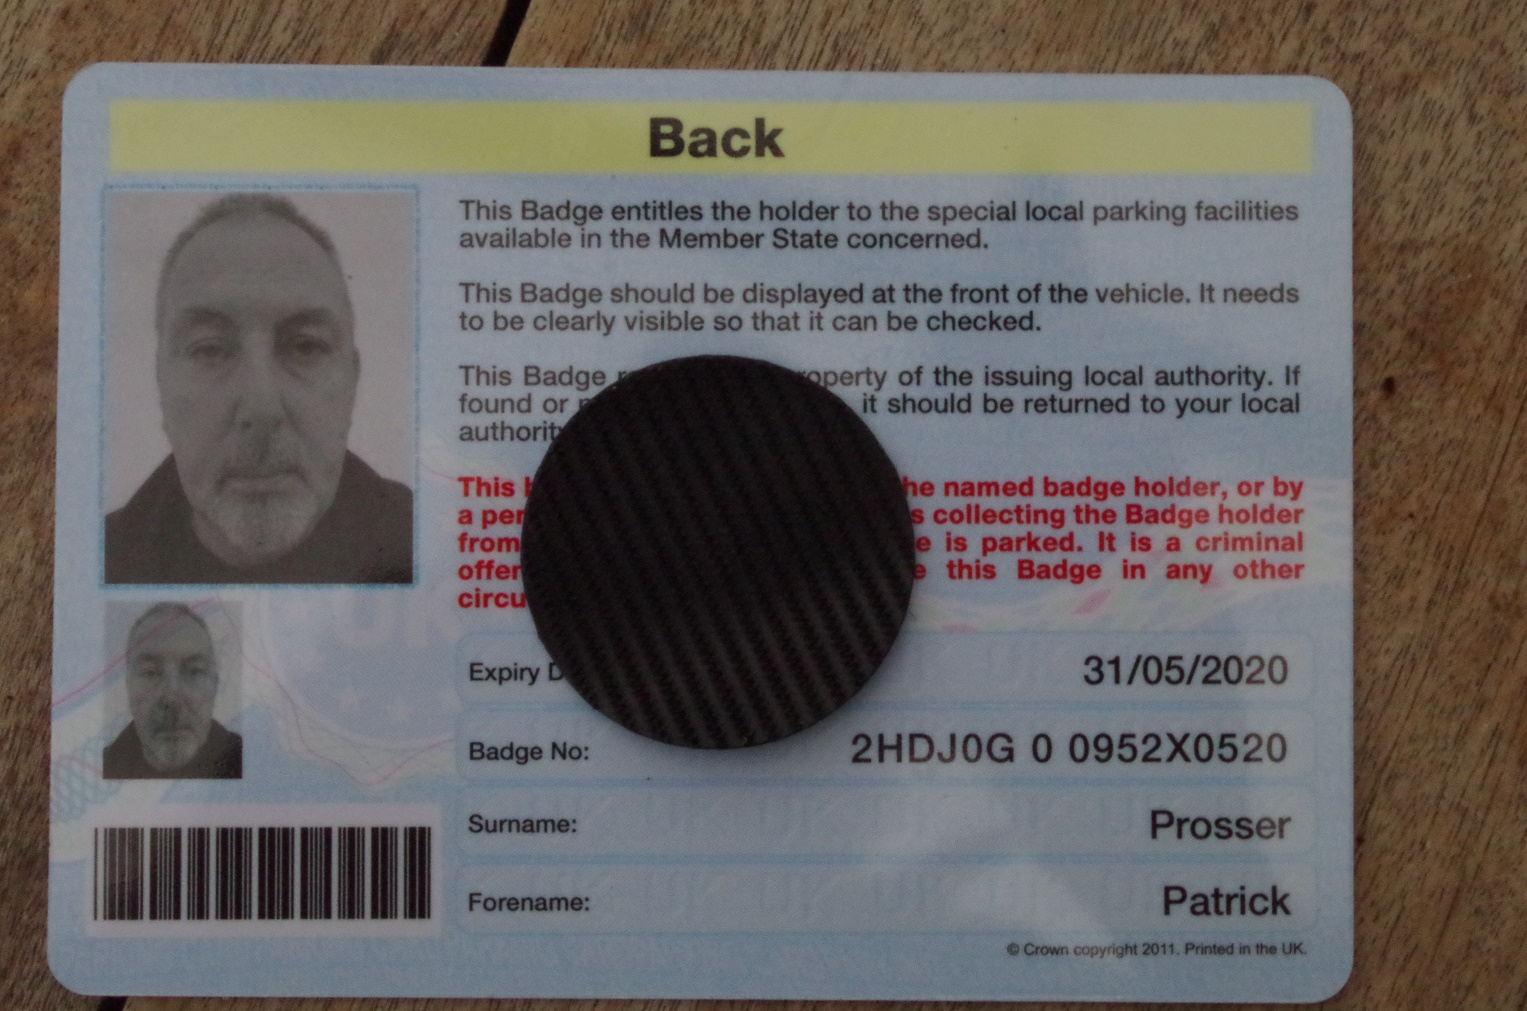 Back
This Badge entitles the holder to the special local parking facilities
available in the Member State concerned.
This Badge should be displayed at the front of the vehicle. It needs
to be clearly visible so that it can be checked.
This Badge operty of the issuing local authority. If
found or it should be returned to your local
authorit
This he named badge holder, or by
a per s collecting the Badge holder
from e is parked. It is a criminal
offer e this Badge in any other
circu
Expiry D 31/05/2020
Badge No: 2HDJ0G 0 0952X0520
Surname: Prosser
Forename: Patrick
© Crown copyright 2011. Printed in the UK.